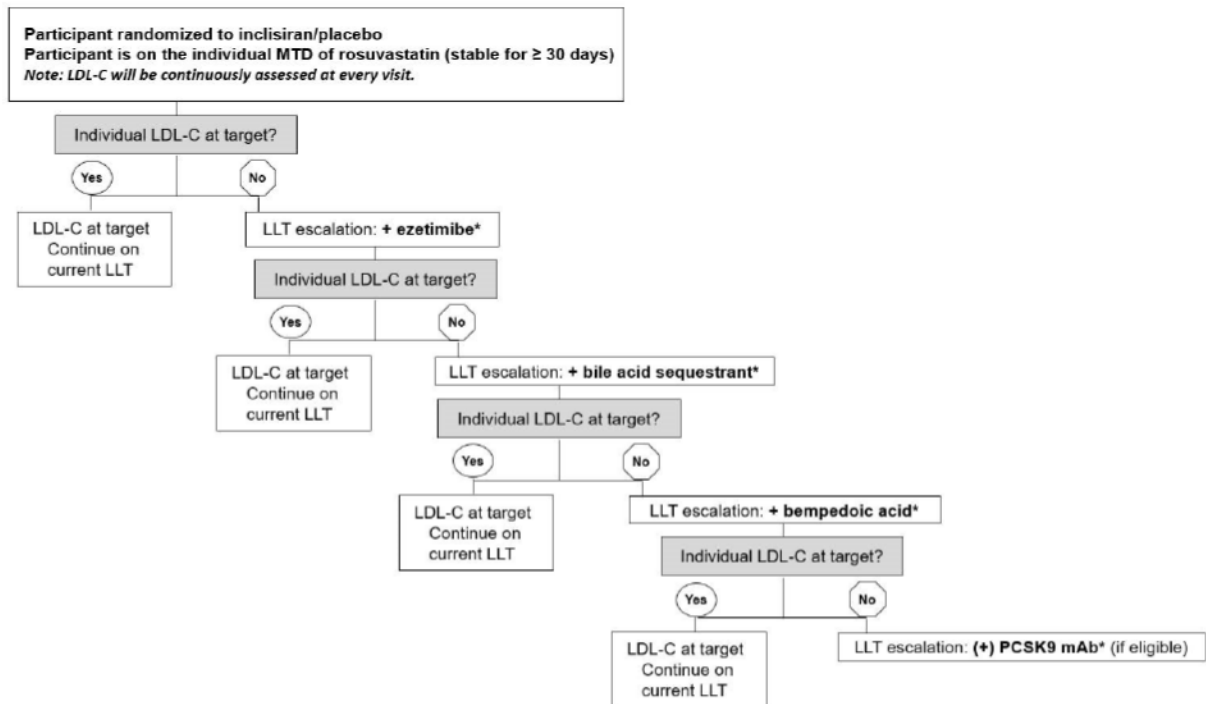 Participant randomized to inclisiran/placebo
Participant is on the individual MTD of rosuvastatin (stable for ≥ 30 days)
Note: LDL-C will be continuously assessed at every visit.
Individual LDL-C at target?
Yes
No
LDL-C at target
Continue on
current LLT
LLT escalation: + ezetimibe*
Individual LDL-C at target?
Yes
No
LDL-C at target
Continue on
current LLT
LLT escalation: + bile acid sequestrant*
Individual LDL-C at target?
Yes
No
LDL-C at target
Continue on
current LLT
LLT escalation: + bempedoic acid*
Individual LDL-C at target?
Yes
No
LDL-C at target
Continue on
current LLT
LLT escalation: (+) PCSK9 mAb* (if eligible)